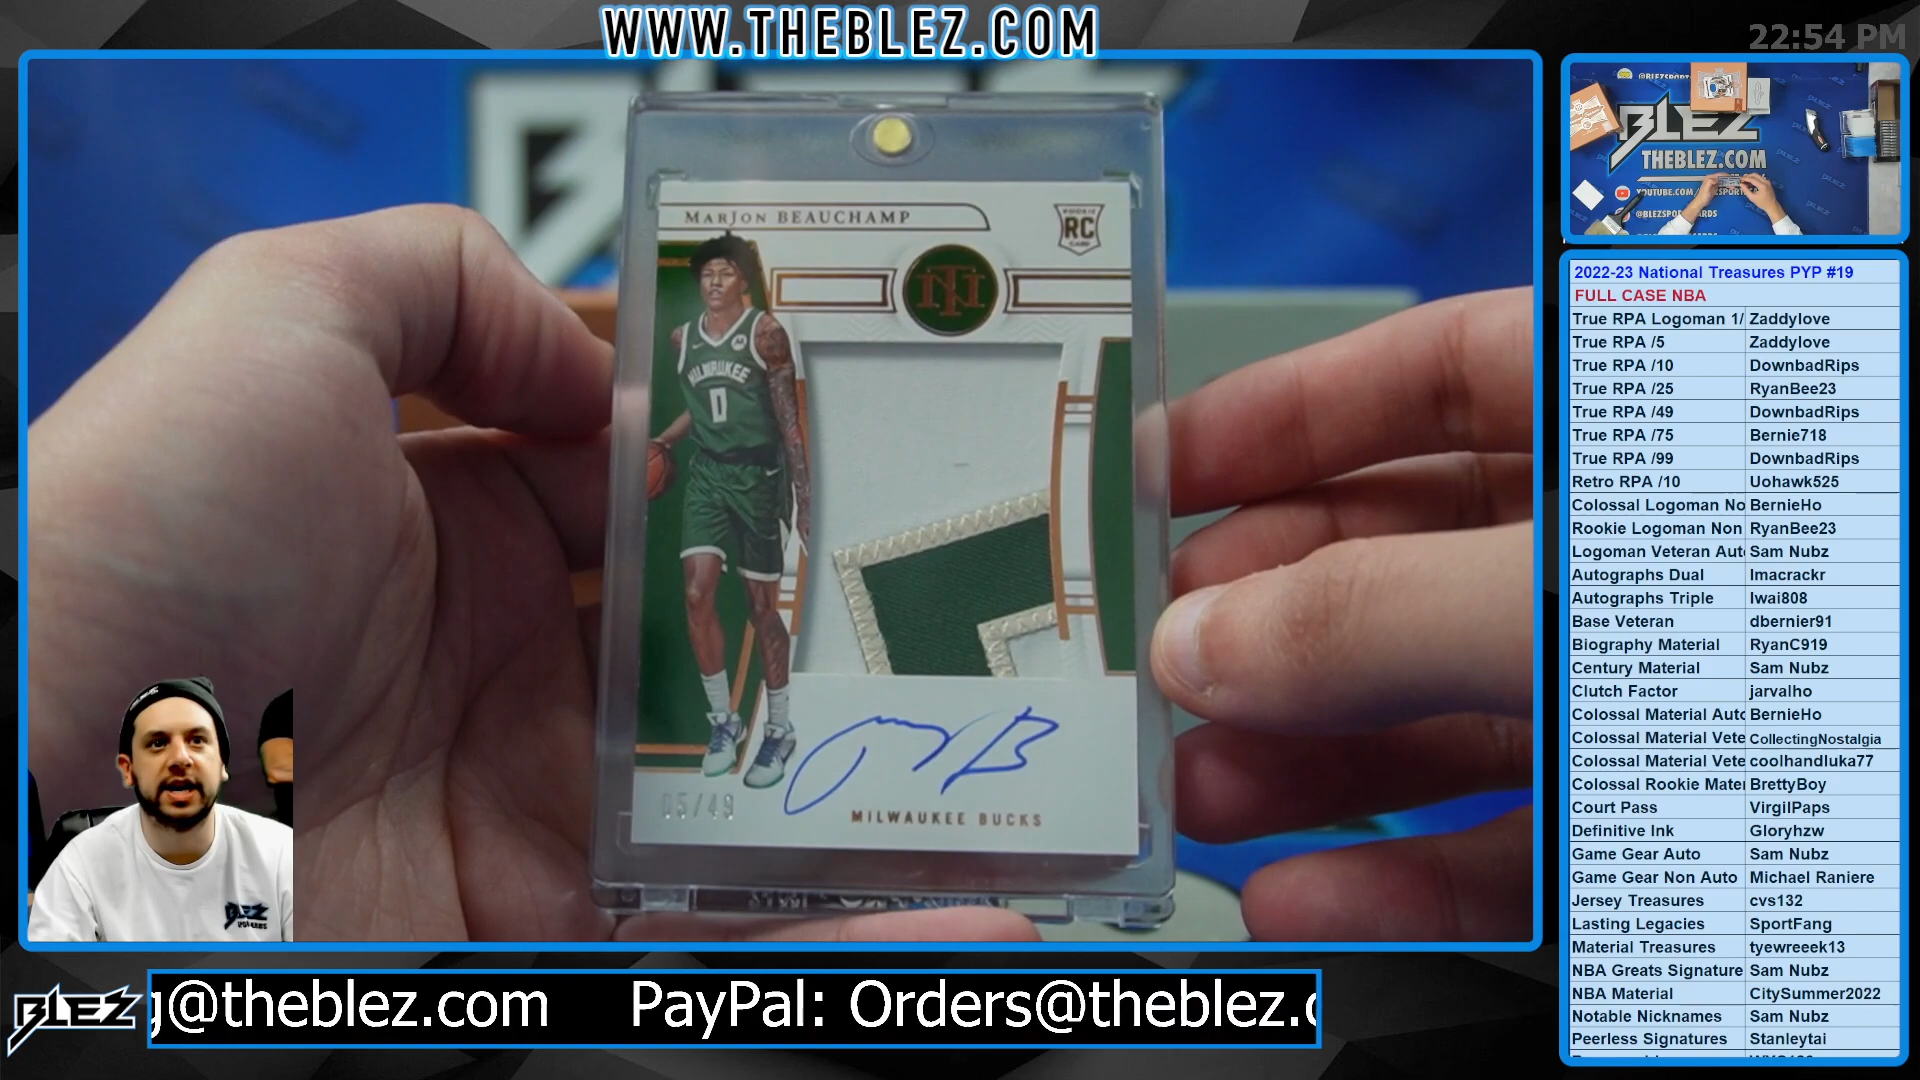 WWW.THEBLEZ.COM
22:54 PM
MarJon BEAUCHAMP
ROOKIE
RC
CARD
NT
MILWAUKEE
0
05/49
MILWAUKEE BUCKS
BLEZ
@BLEZSPORT
BLEZ
THEBLEZ.COM
YOUTUBE.COM/
2022-23 National Treasures PYP #19
FULL CASE NBA
True RPA Logoman 1/ Zaddylove
True RPA /5 Zaddylove
True RPA /10 DownbadRips
True RPA /25 RyanBee23
True RPA /49 DownbadRips
True RPA /75 Bernie718
True RPA /99 DownbadRips
Retro RPA /10 Uohawk525
Colossal Logoman No BernieHo
Rookie Logoman Non RyanBee23
Logoman Veteran Aut Sam Nubz
Autographs Dual Imacrackr
Autographs Triple Iwai808
Base Veteran dbernier91
Biography Material RyanC919
Century Material Sam Nubz
Clutch Factor jarvalho
Colossal Material Autc BernieHo
Colossal Material Vete CollectingNostalgia
Colossal Material Vete coolhandluka77
Colossal Rookie Mater BrettyBoy
Court Pass VirgilPaps
Definitive Ink Gloryhzw
Game Gear Auto Sam Nubz
Game Gear Non Auto Michael Raniere
Jersey Treasures cvs132
Lasting Legacies SportFang
Material Treasures tyewreeek13
NBA Greats Signature Sam Nubz
NBA Material CitySummer2022
Notable Nicknames Sam Nubz
Peerless Signatures Stanleytai
BLEZ
g@theblez.com PayPal: Orders@theblez.c